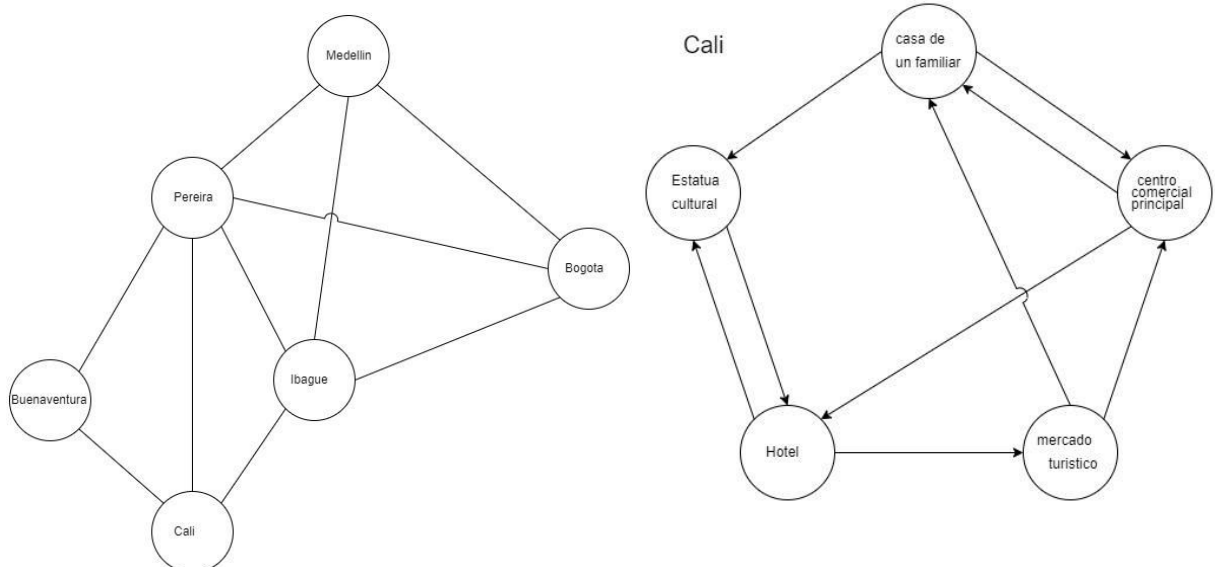 Medellin
Pereira
Bogota
Ibague
Buenaventura
Cali
Cali
casa de
un familiar
Estatua
cultural
centro
comercial
principal
Hotel
mercado
turistico